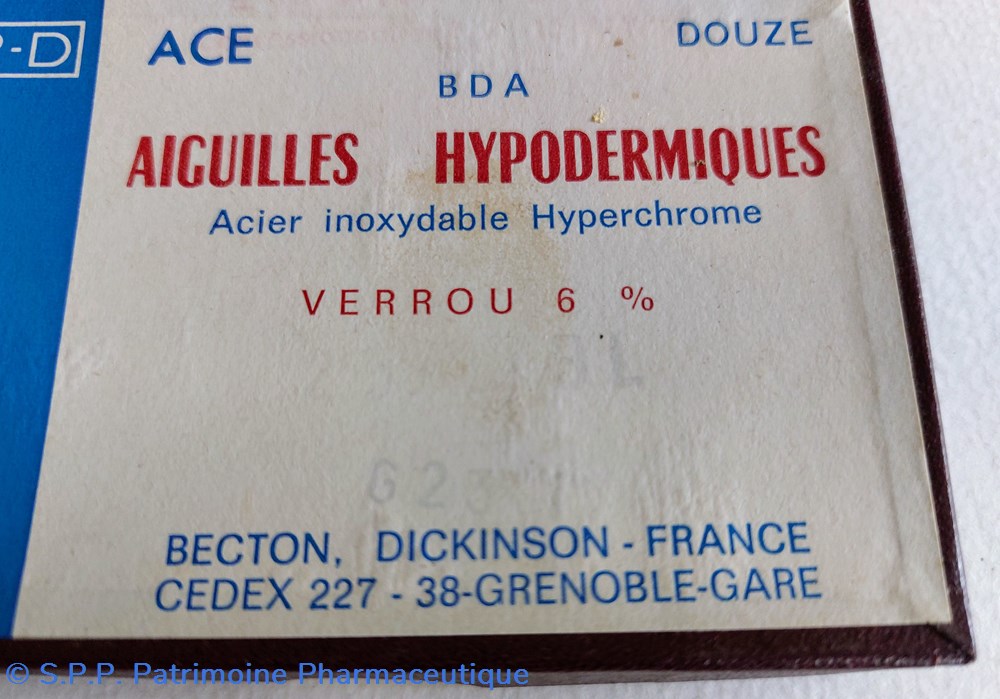 -D
ACE DOUZE
BDA
AIGUILLES HYPODERMIQUES
Acier inoxydable Hyperchrome
VERROU 6 %
BECTON, DICKINSON - FRANCE
CEDEX 227 - 38-GRENOBLE-GARE
© S.P.P. Patrimoine Pharmaceutique